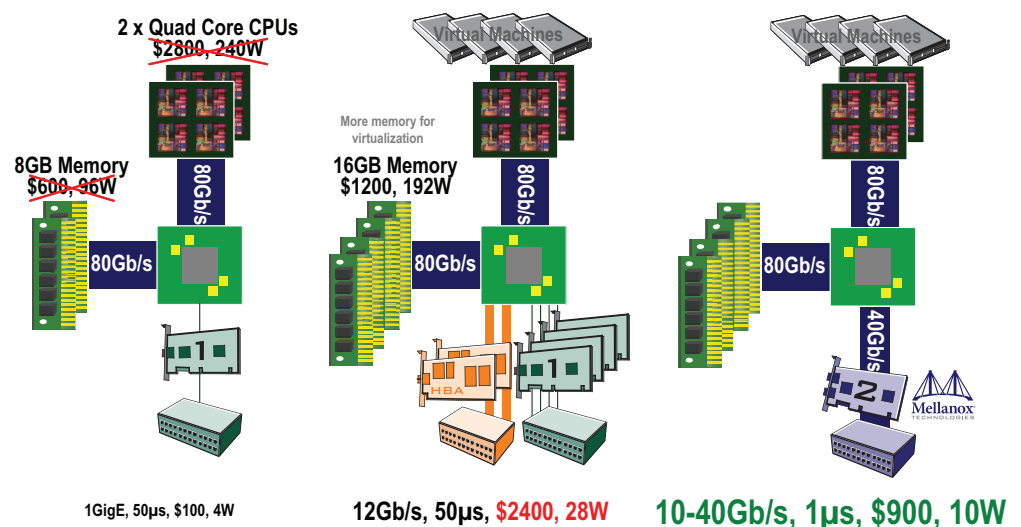 2 x Quad Core CPUs
$2800, 240W
8GB Memory
$600, 96W
80Gb/s
80Gb/s
1
1GigE, 50µs, $100, 4W
Virtual Machines
More memory for
virtualization
16GB Memory
$1200, 192W
80Gb/s
80Gb/s
HBA
1
12Gb/s, 50µs, $2400, 28W
Virtual Machines
80Gb/s
80Gb/s
40Gb/s
2
Mellanox
TECHNOLOGIES
10-40Gb/s, 1µs, $900, 10W